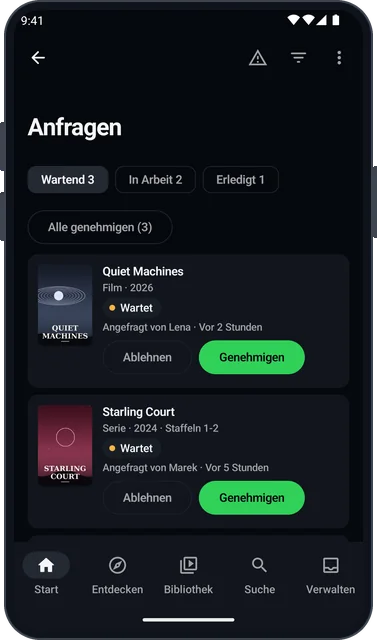 9:41
Anfragen
Wartend 3
In Arbeit 2
Erledigt 1
Alle genehmigen (3)
QUIET
MACHINES
Quiet Machines
Film · 2026
Wartet
Angefragt von Lena · Vor 2 Stunden
Ablehnen
Genehmigen
STARLING
COURT
Starling Court
Serie · 2024 · Staffeln 1-2
Wartet
Angefragt von Marek · Vor 5 Stunden
Ablehnen
Genehmigen
Start
Entdecken
Bibliothek
Suche
Verwalten